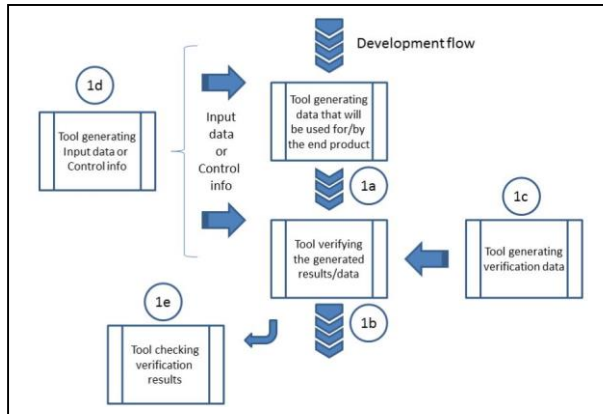 Development flow
1d
Tool generating
Input data or
Control info
Input
data
or
Control
info
Tool generating
data that will
be used for/by
the end product
1a
1c
Tool verifying
the generated
results/data
Tool generating
verification data
1e
1b
Tool checking
verification
results